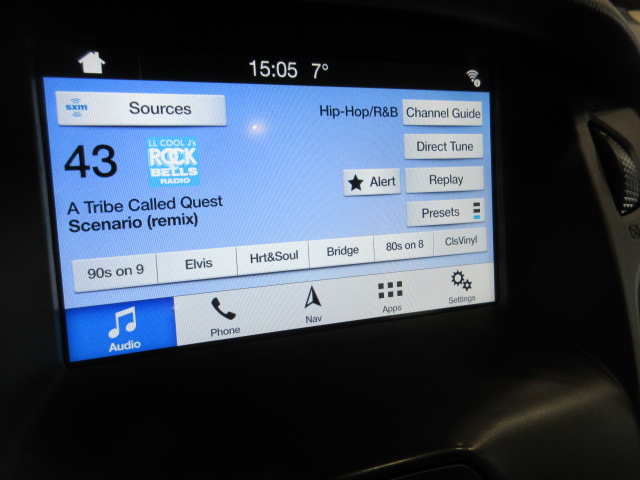 15:05 7°
sxm Sources
Hip-Hop/R&B Channel Guide
43
LL COOL J's
ROCK
THE
BELLS
RADIO
Direct Tune
Alert Replay
A Tribe Called Quest
Scenario (remix)
Presets
90s on 9 Elvis Hrt&Soul Bridge 80s on 8 ClsVinyl
Audio Phone Nav Apps Settings